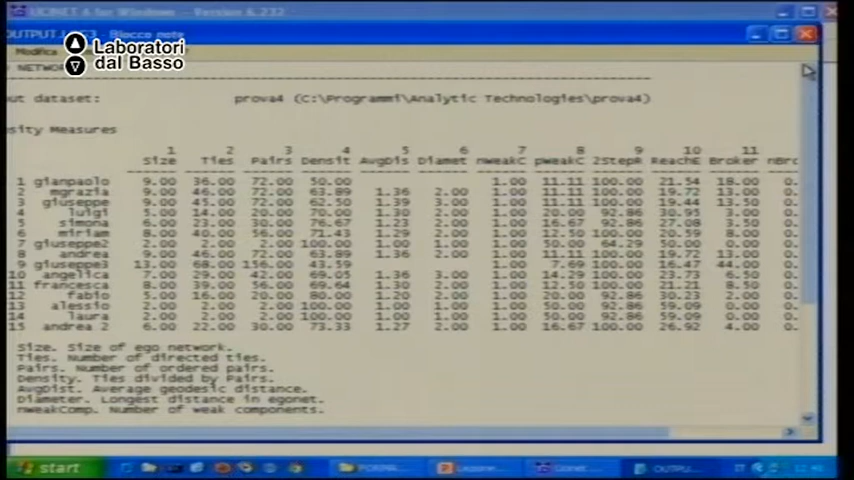 UCINET 6 for Windows -- Version 6.232
OUTPUT.LOG3 - Blocco note
Modifica
Laboratori
dal Basso
NETWOR
ut dataset: prova4 (C:\Programmi\Analytic Technologies\prova4)
sity Measures
1 2 3 4 5 6 7 8 9 10 11
Size Ties Pairs Densit AvgDis Diamet nWeakC pWeakC 2StepR ReachE Broker nBro
1 gianpaolo 9.00 36.00 72.00 50.00 1.00 11.11 100.00 21.54 18.00 0.
2 mgrazia 9.00 46.00 72.00 63.89 1.36 2.00 1.00 11.11 100.00 19.72 13.00 0.
3 giuseppe 9.00 45.00 72.00 62.50 1.39 3.00 1.00 11.11 100.00 19.44 13.50 0.
4 luigi 5.00 14.00 20.00 70.00 1.30 2.00 1.00 20.00 92.86 30.95 3.00 0.
5 simona 6.00 23.00 30.00 76.67 1.23 2.00 1.00 16.67 92.86 27.08 3.50 0.
6 miriam 8.00 40.00 56.00 71.43 1.29 2.00 1.00 12.50 100.00 20.59 8.00 0.
7 giuseppe2 2.00 2.00 2.00 100.00 1.00 1.00 1.00 50.00 64.29 50.00 0.00 0.
8 andrea 9.00 46.00 72.00 63.89 1.36 2.00 1.00 11.11 100.00 19.72 13.00 0.
9 giuseppe3 13.00 68.00 156.00 43.59 1.00 7.69 100.00 16.47 44.00 0.
10 angelica 7.00 29.00 42.00 69.05 1.36 3.00 1.00 14.29 100.00 23.73 6.50 0.
11 francesca 8.00 39.00 56.00 69.64 1.30 2.00 1.00 12.50 100.00 21.21 8.50 0.
12 fabio 5.00 16.00 20.00 80.00 1.20 2.00 1.00 20.00 92.86 30.23 2.00 0.
13 alessio 2.00 2.00 2.00 100.00 1.00 1.00 1.00 50.00 92.86 59.09 0.00 0.
14 laura 2.00 2.00 2.00 100.00 1.00 1.00 1.00 50.00 92.86 59.09 0.00 0.
15 andrea 2 6.00 22.00 30.00 73.33 1.27 2.00 1.00 16.67 100.00 26.92 4.00 0.
Size. Size of ego network.
Ties. Number of directed ties.
Pairs. Number of ordered pairs.
Density. Ties divided by Pairs.
AvgDist. Average geodesic distance.
Diameter. Longest distance in egonet.
nWeakComp. Number of weak components.
start
IT